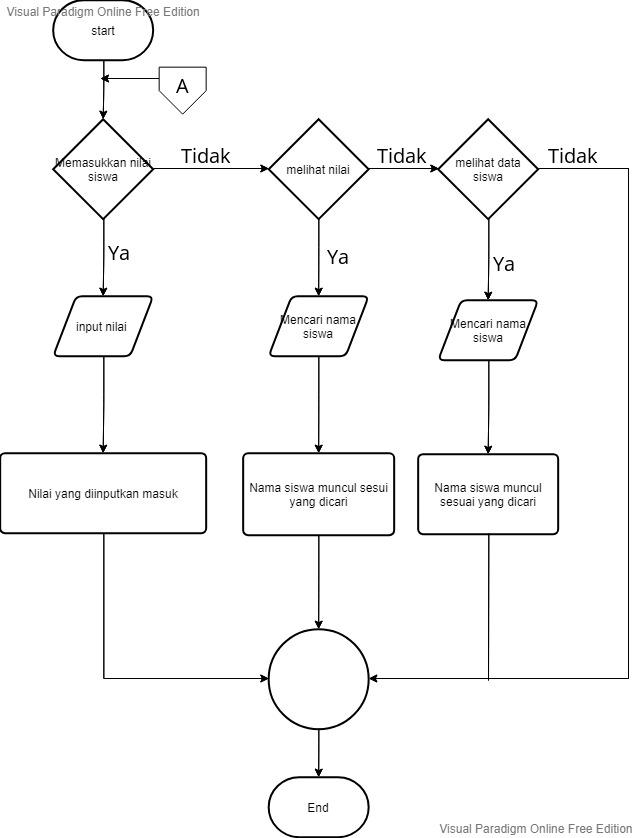 Visual Paradigm Online Free Edition
start
A
Memasukkan nilai
siswa
Tidak
melihat nilai
Tidak
melihat data
siswa
Tidak
Ya
Ya
Ya
input nilai
Mencari nama
siswa
Mencari nama
siswa
Nilai yang diinputkan masuk
Nama siswa muncul sesui
yang dicari
Nama siswa muncul
sesuai yang dicari
End
Visual Paradigm Online Free Edition